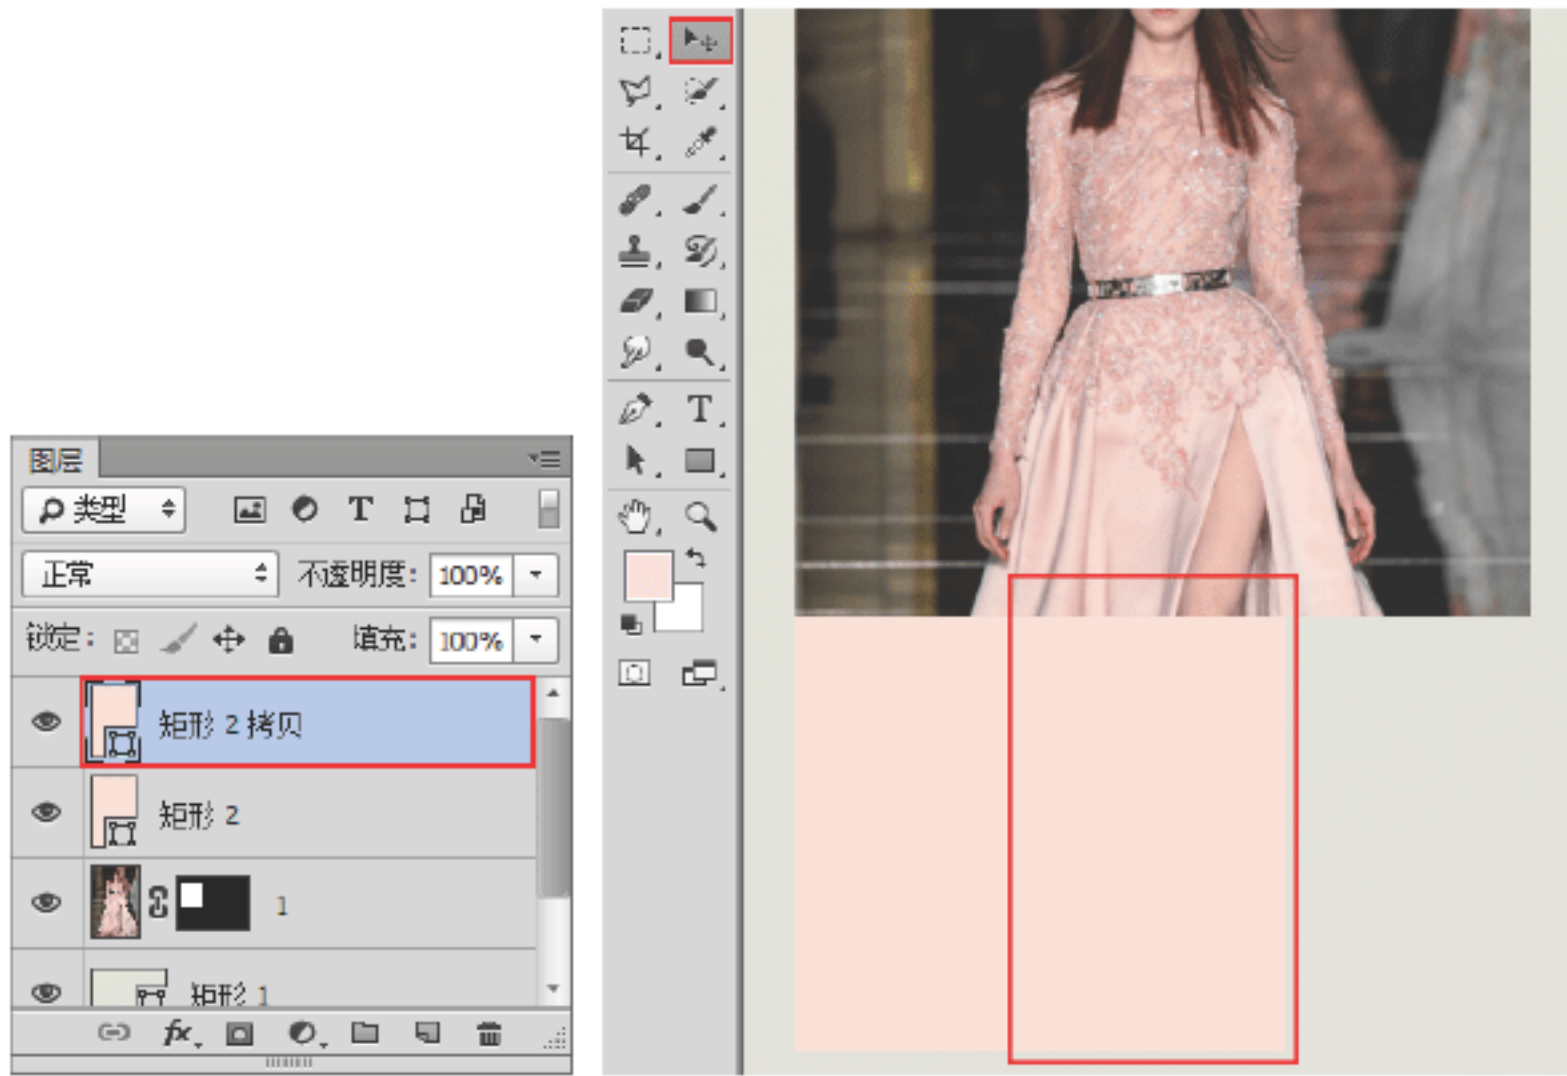 图层
类型
正常 不透明度： 100%
锁定： 填充： 100%
矩形 2 拷贝
矩形 2
1
矩形 1
fx